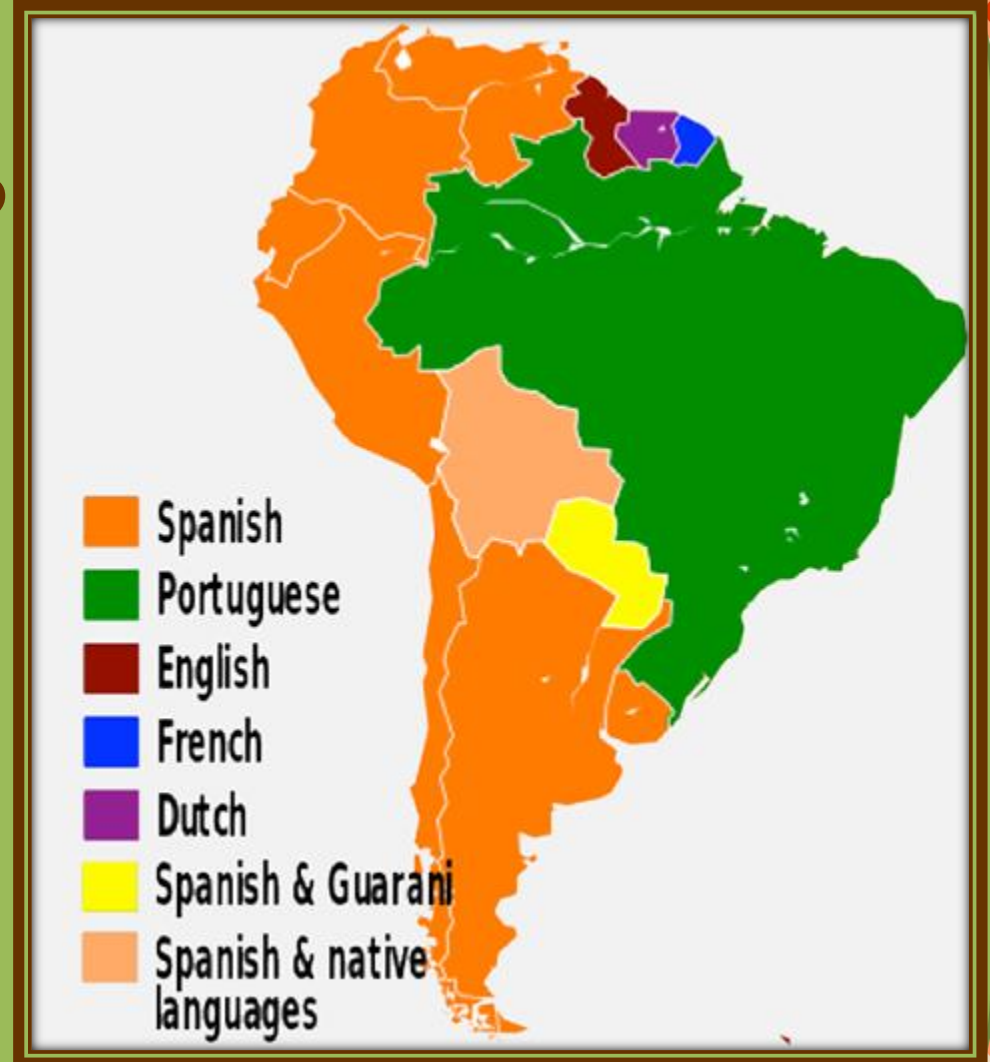 Spanish
Portuguese
English
French
Dutch
Spanish & Guarani
Spanish & native
languages